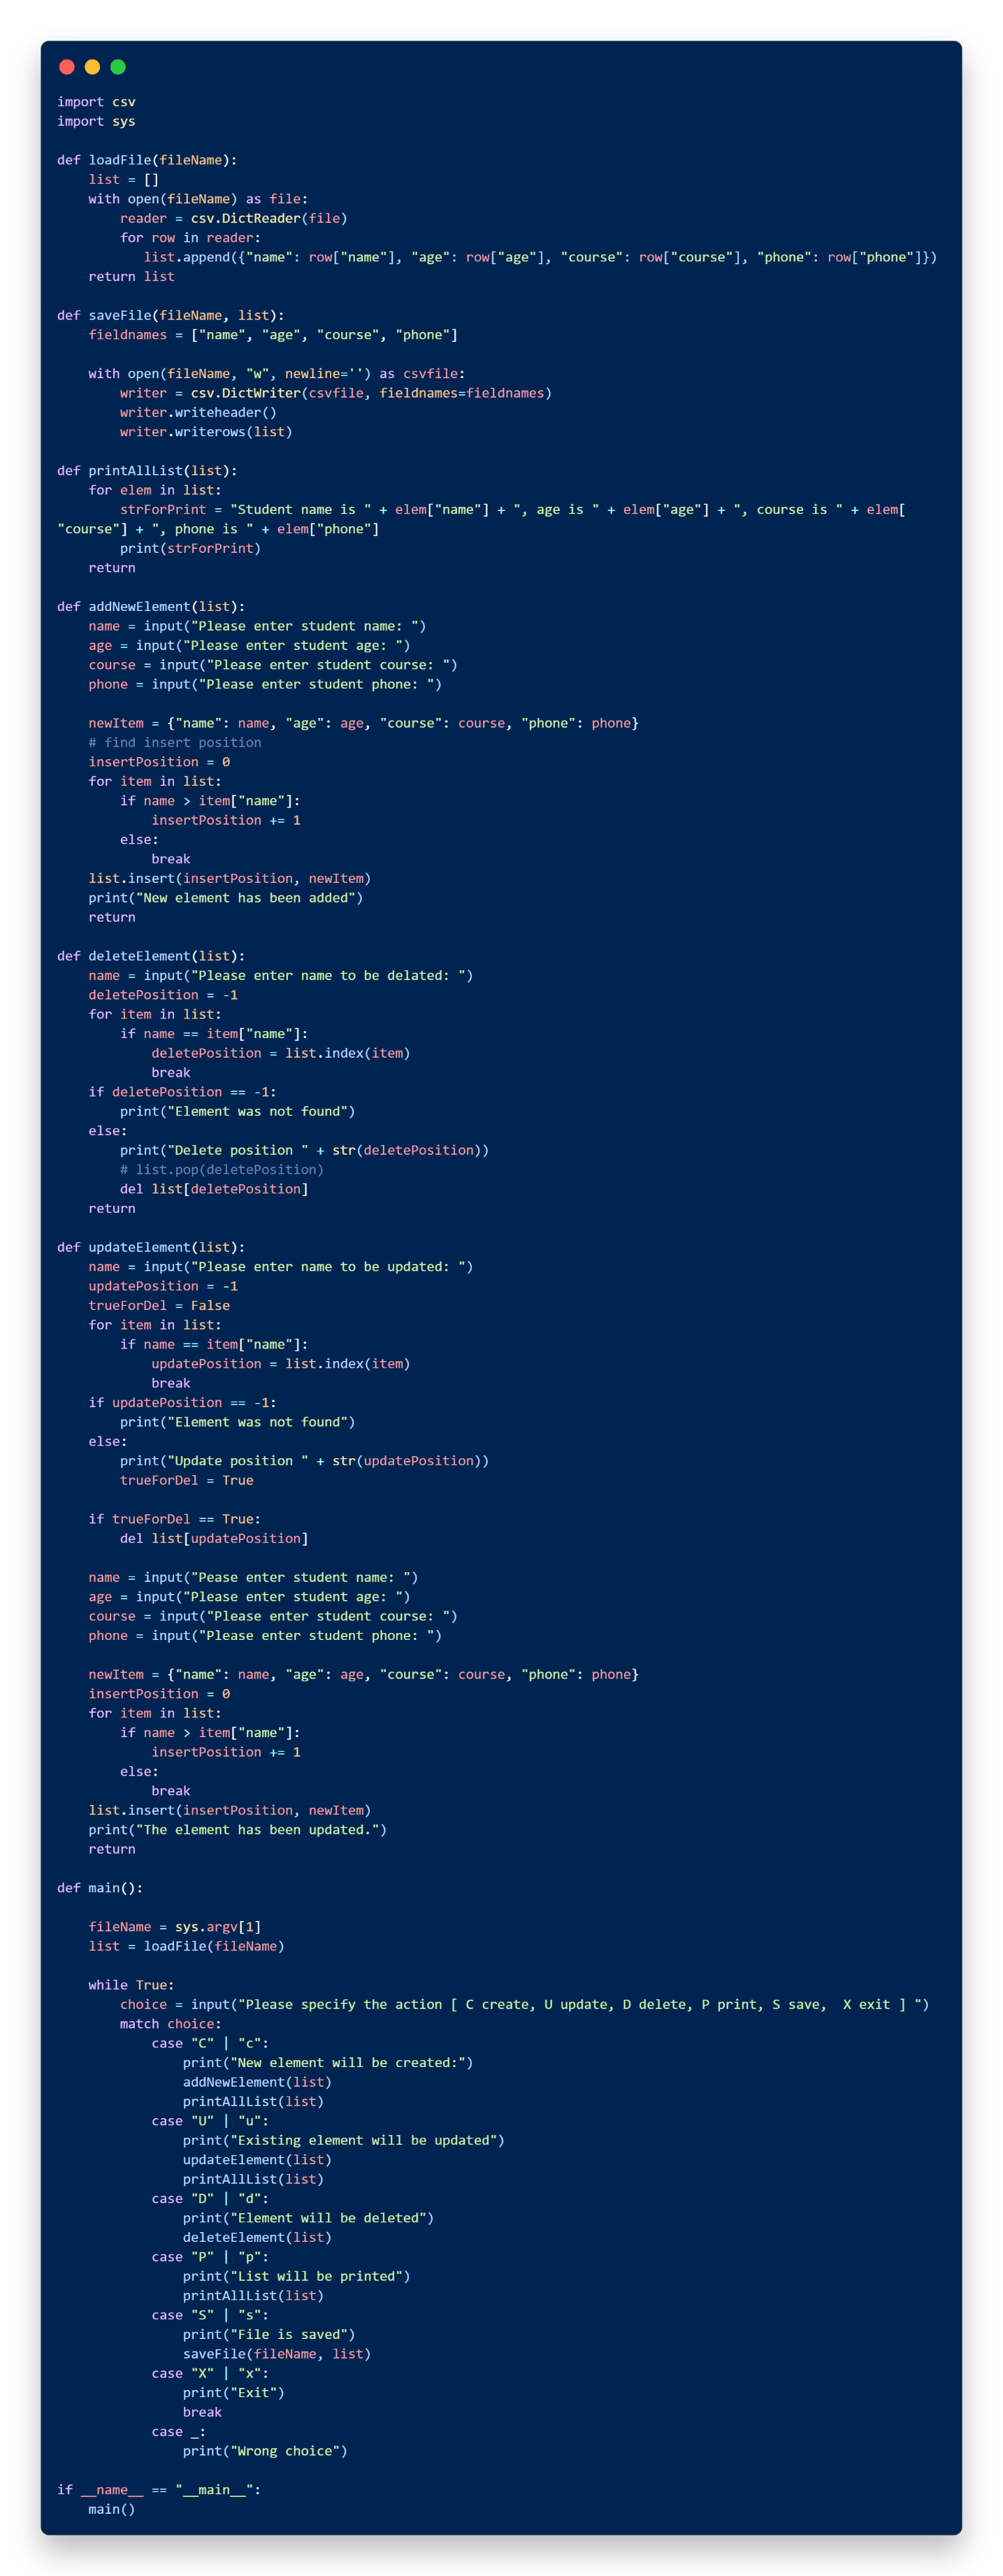 import csv
import sys

def loadFile(fileName):
    list = []
    with open(fileName) as file:
        reader = csv.DictReader(file)
        for row in reader:
           list.append({"name": row["name"], "age": row["age"], "course": row["course"], "phone": row["phone"]})
    return list

def saveFile(fileName, list):
    fieldnames = ["name", "age", "course", "phone"]

    with open(fileName, "w", newline='') as csvfile:
        writer = csv.DictWriter(csvfile, fieldnames=fieldnames)
        writer.writeheader()
        writer.writerows(list)

def printAllList(list):
    for elem in list:
        strForPrint = "Student name is " + elem["name"] + ", age is " + elem["age"] + ", course is " + elem[
"course"] + ", phone is " + elem["phone"]
        print(strForPrint)
    return

def addNewElement(list):
    name = input("Please enter student name: ")
    age = input("Please enter student age: ")
    course = input("Please enter student course: ")
    phone = input("Please enter student phone: ")

    newItem = {"name": name, "age": age, "course": course, "phone": phone}
    # find insert position
    insertPosition = 0
    for item in list:
        if name > item["name"]:
            insertPosition += 1
        else:
            break
    list.insert(insertPosition, newItem)
    print("New element has been added")
    return

def deleteElement(list):
    name = input("Please enter name to be delated: ")
    deletePosition = -1
    for item in list:
        if name == item["name"]:
            deletePosition = list.index(item)
            break
    if deletePosition == -1:
        print("Element was not found")
    else:
        print("Delete position " + str(deletePosition))
        # list.pop(deletePosition)
        del list[deletePosition]
    return

def updateElement(list):
    name = input("Please enter name to be updated: ")
    updatePosition = -1
    trueForDel = False
    for item in list:
        if name == item["name"]:
            updatePosition = list.index(item)
            break
    if updatePosition == -1:
        print("Element was not found")
    else:
        print("Update position " + str(updatePosition))
        trueForDel = True

    if trueForDel == True:
        del list[updatePosition]

    name = input("Pease enter student name: ")
    age = input("Please enter student age: ")
    course = input("Please enter student course: ")
    phone = input("Please enter student phone: ")

    newItem = {"name": name, "age": age, "course": course, "phone": phone}
    insertPosition = 0
    for item in list:
        if name > item["name"]:
            insertPosition += 1
        else:
            break
    list.insert(insertPosition, newItem)
    print("The element has been updated.")
    return

def main():

    fileName = sys.argv[1]
    list = loadFile(fileName)

    while True:
        choice = input("Please specify the action [ C create, U update, D delete, P print, S save,  X exit ] ")
        match choice:
            case "C" | "c":
                print("New element will be created:")
                addNewElement(list)
                printAllList(list)
            case "U" | "u":
                print("Existing element will be updated")
                updateElement(list)
                printAllList(list)
            case "D" | "d":
                print("Element will be deleted")
                deleteElement(list)
            case "P" | "p":
                print("List will be printed")
                printAllList(list)
            case "S" | "s":
                print("File is saved")
                saveFile(fileName, list)
            case "X" | "x":
                print("Exit")
                break
            case _:
                print("Wrong choice")

if __name__ == "__main__":
    main()